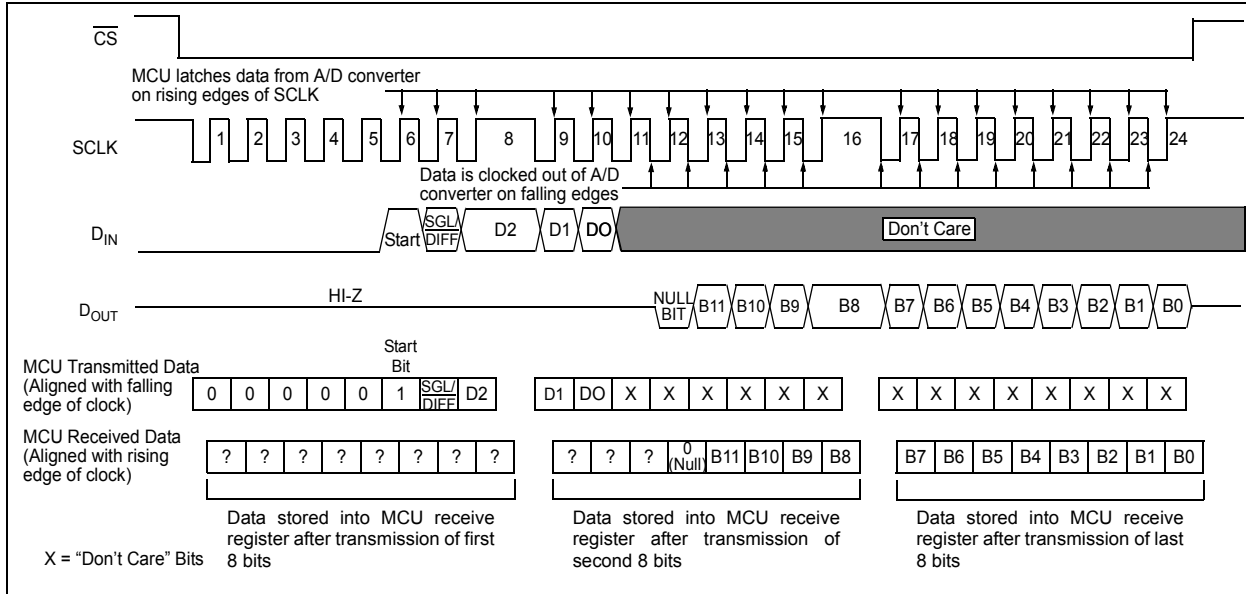 CS
MCU latches data from A/D converter
on rising edges of SCLK
SCLK
1 2 3 4 5 6 7 8 9 10 11 12 13 14 15 16 17 18 19 20 21 22 23 24
Data is clocked out of A/D
converter on falling edges
DIN
Start SGL/DIFF D2 D1 DO Don't Care
HI-Z
DOUT
NULL BIT B11 B10 B9 B8 B7 B6 B5 B4 B3 B2 B1 B0
Start
Bit
MCU Transmitted Data
(Aligned with falling
edge of clock)
0 0 0 0 0 1 SGL/DIFF D2 D1 DO X X X X X X X X X X X X X X
MCU Received Data
(Aligned with rising
edge of clock)
? ? ? ? ? ? ? ? ? ? ? 0 (Null) B11 B10 B9 B8 B7 B6 B5 B4 B3 B2 B1 B0
Data stored into MCU receive
register after transmission of first
8 bits
Data stored into MCU receive
register after transmission of
second 8 bits
Data stored into MCU receive
register after transmission of last
8 bits
X = “Don't Care” Bits